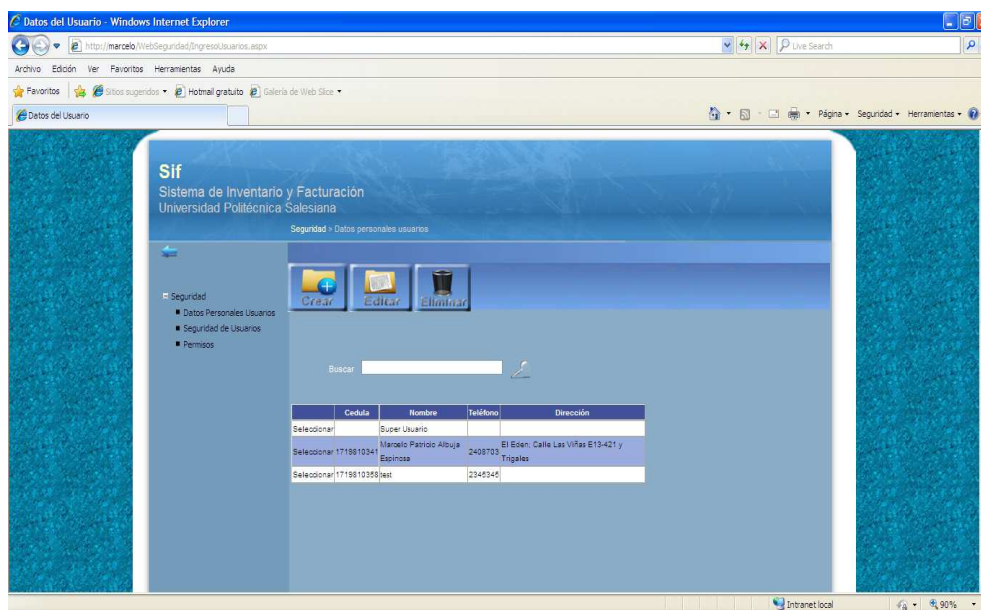 Datos del Usuario - Windows Internet Explorer
http://marcelo/WebSeguridad/IngresoUsuarios.aspx
Live Search
Archivo Edición Ver Favoritos Herramientas Ayuda
Favoritos Sitios sugeridos Hotmail gratuito Galería de Web Slice
Datos del Usuario
Página Seguridad Herramientas
Sif
Sistema de Inventario y Facturación
Universidad Politécnica Salesiana
Seguridad > Datos personales usuarios
Crear Editar Eliminar
Seguridad
Datos Personales Usuarios
Seguridad de Usuarios
Permisos
Buscar
Cedula Nombre Teléfono Dirección
Seleccionar Super Usuario
Seleccionar 1719810341 Marcelo Patricio Albuja Espinosa 2408703 El Eden; Calle Las Viñas E13-421 y Trigales
Seleccionar 1719810358 test 2345345
Intranet local
90%